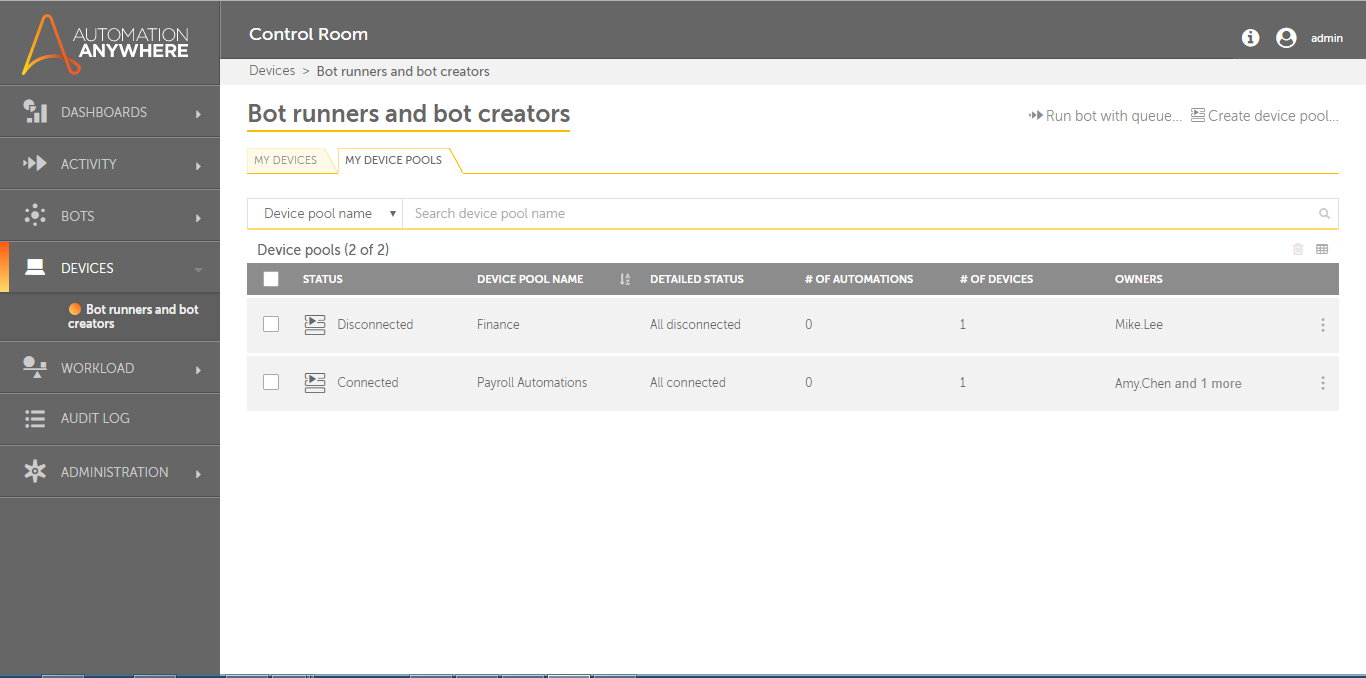 AUTOMATION
ANYWHERE
Control Room
admin
Devices > Bot runners and bot creators
DASHBOARDS
ACTIVITY
BOTS
DEVICES
Bot runners and bot
creators
WORKLOAD
AUDIT LOG
ADMINISTRATION
Bot runners and bot creators
Run bot with queue... Create device pool...
MY DEVICES MY DEVICE POOLS
Device pool name Search device pool name
Device pools (2 of 2)
STATUS DEVICE POOL NAME DETAILED STATUS # OF AUTOMATIONS # OF DEVICES OWNERS
Disconnected Finance All disconnected 0 1 Mike.Lee
Connected Payroll Automations All connected 0 1 Amy.Chen and 1 more